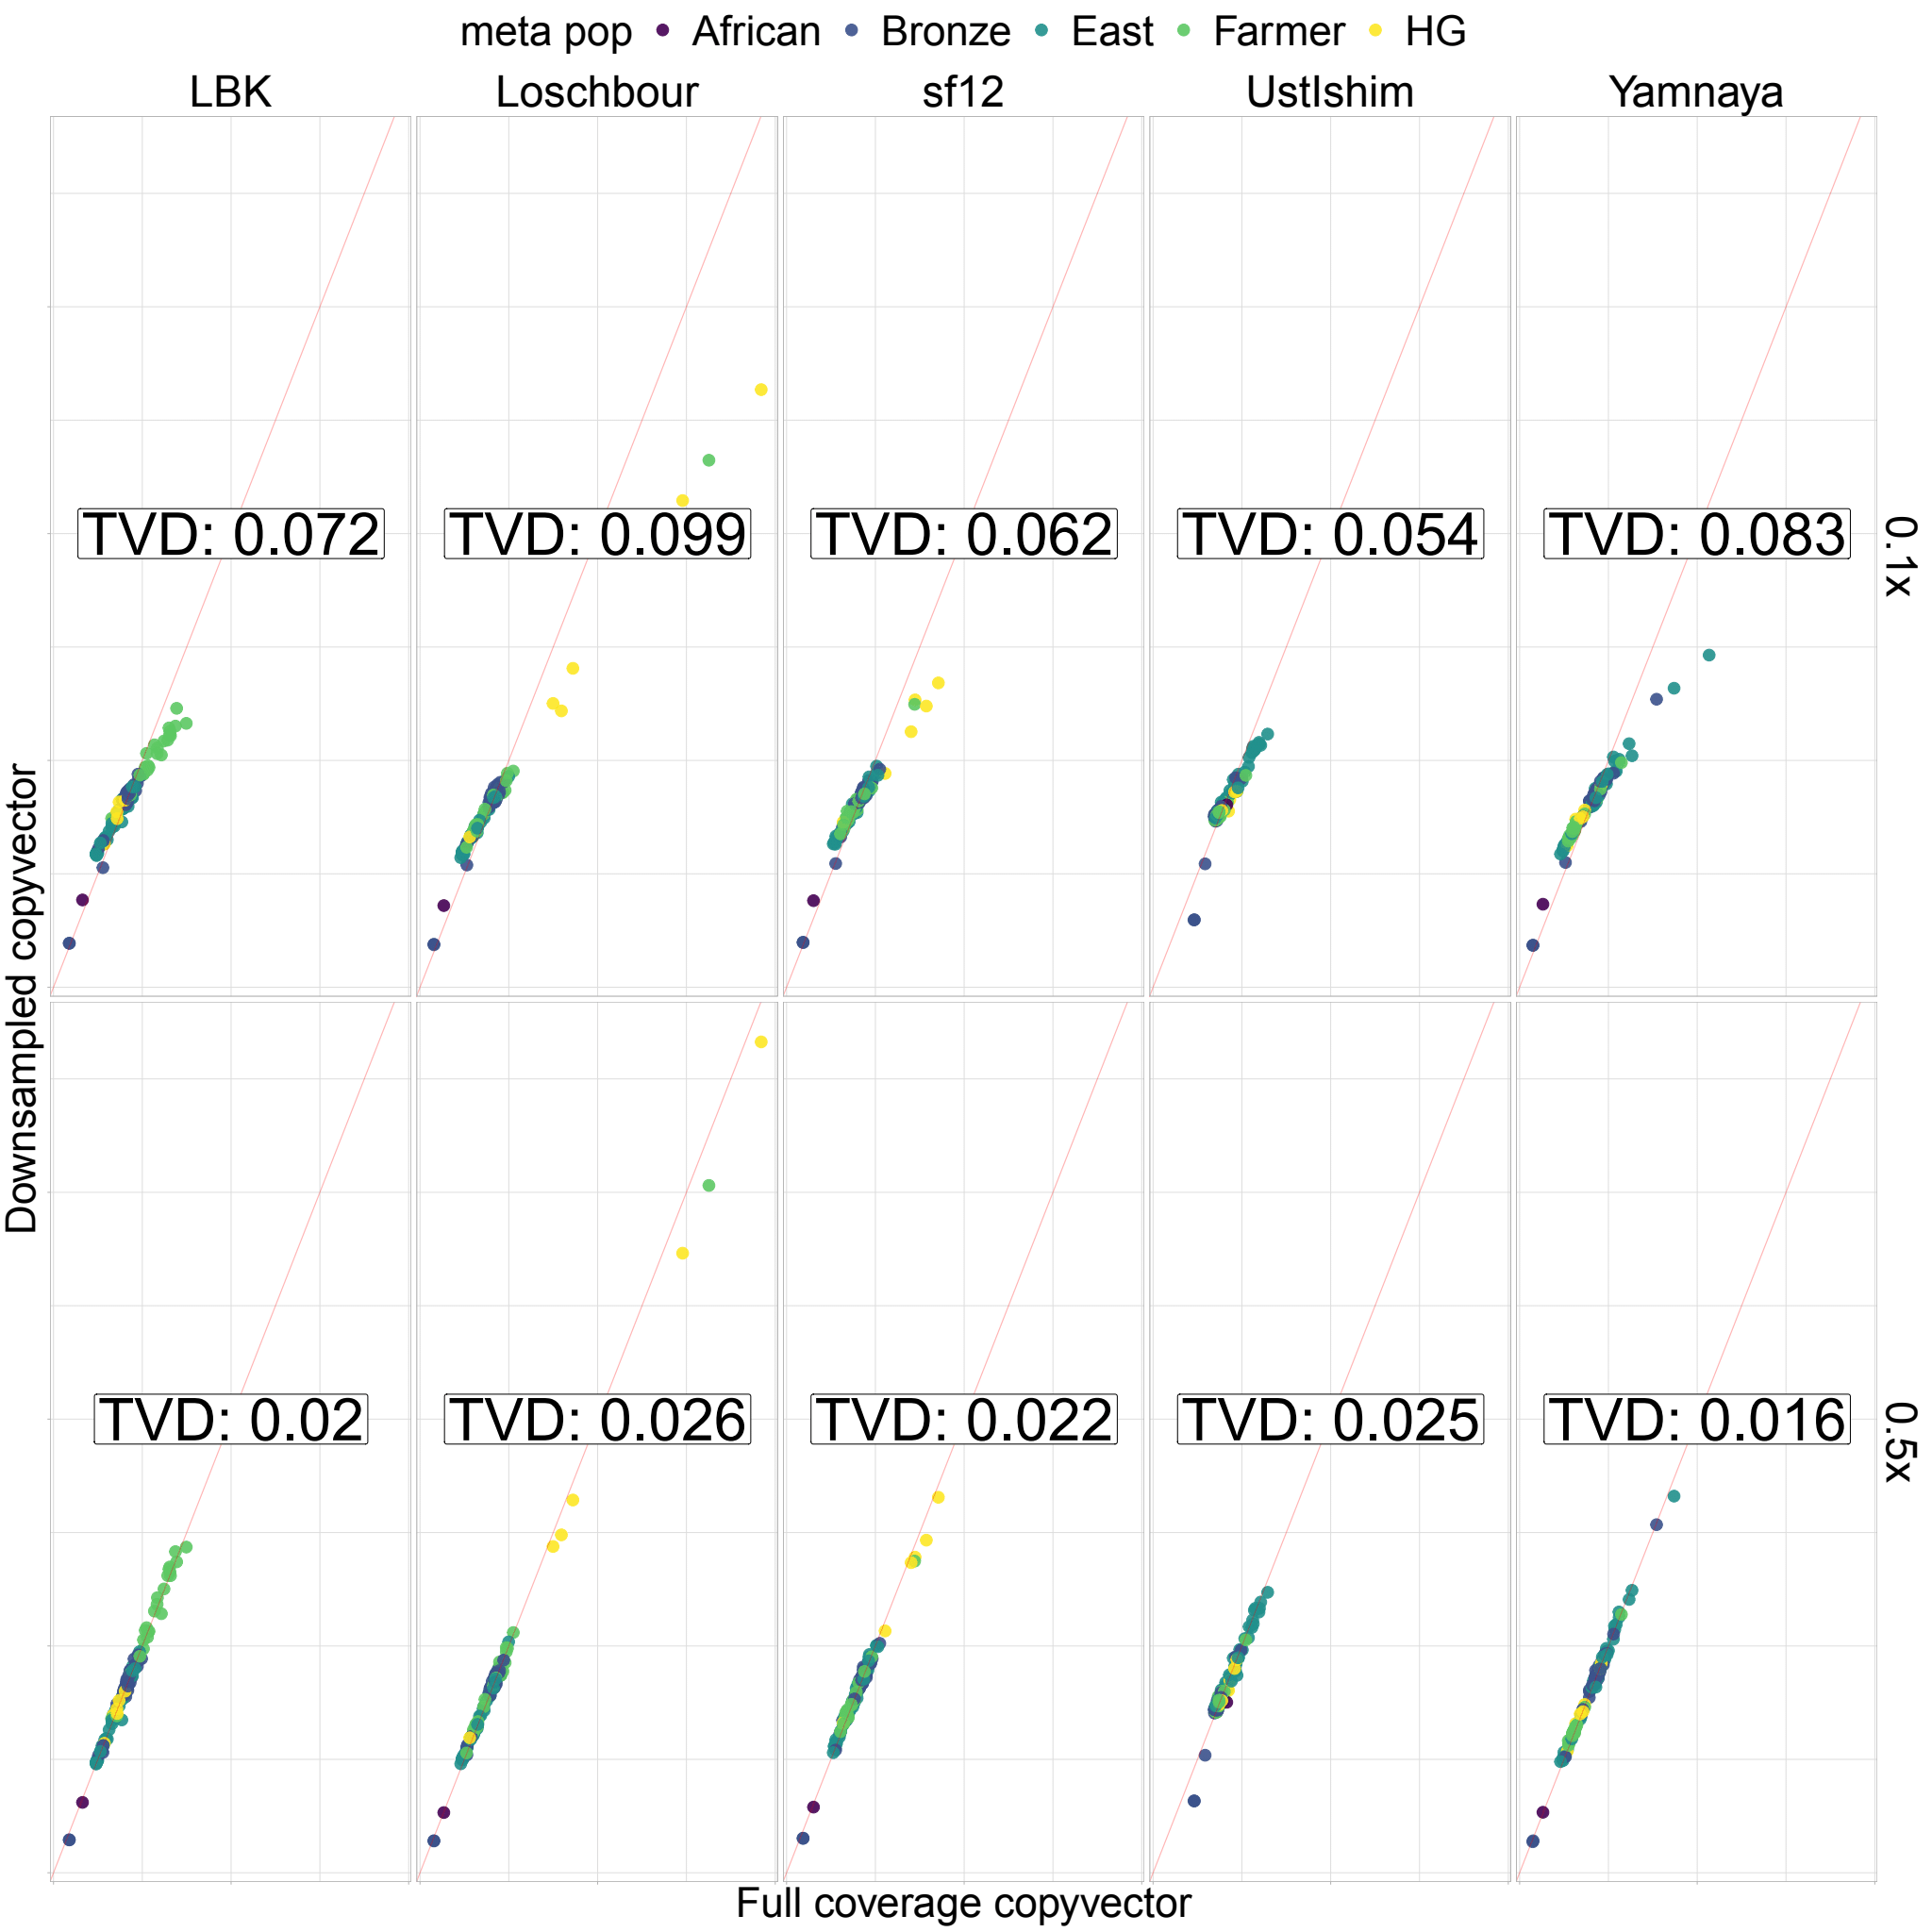 meta pop African Bronze East Farmer HG
LBK Loschbour sf12 UstIshim Yamnaya
TVD: 0.072 TVD: 0.099 TVD: 0.062 TVD: 0.054 TVD: 0.083
0.1x
Downsampled copyvector
TVD: 0.02 TVD: 0.026 TVD: 0.022 TVD: 0.025 TVD: 0.016
0.5x
Full coverage copyvector